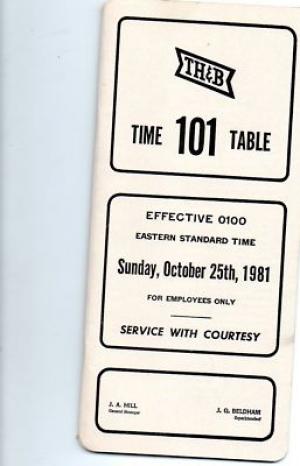 TH&B
TIME 101 TABLE
EFFECTIVE 0100
EASTERN STANDARD TIME
Sunday, October 25th, 1981
FOR EMPLOYEES ONLY
SERVICE WITH COURTESY
J. A. HILL
General Manager
J. G. BELDHAM
Superintendent